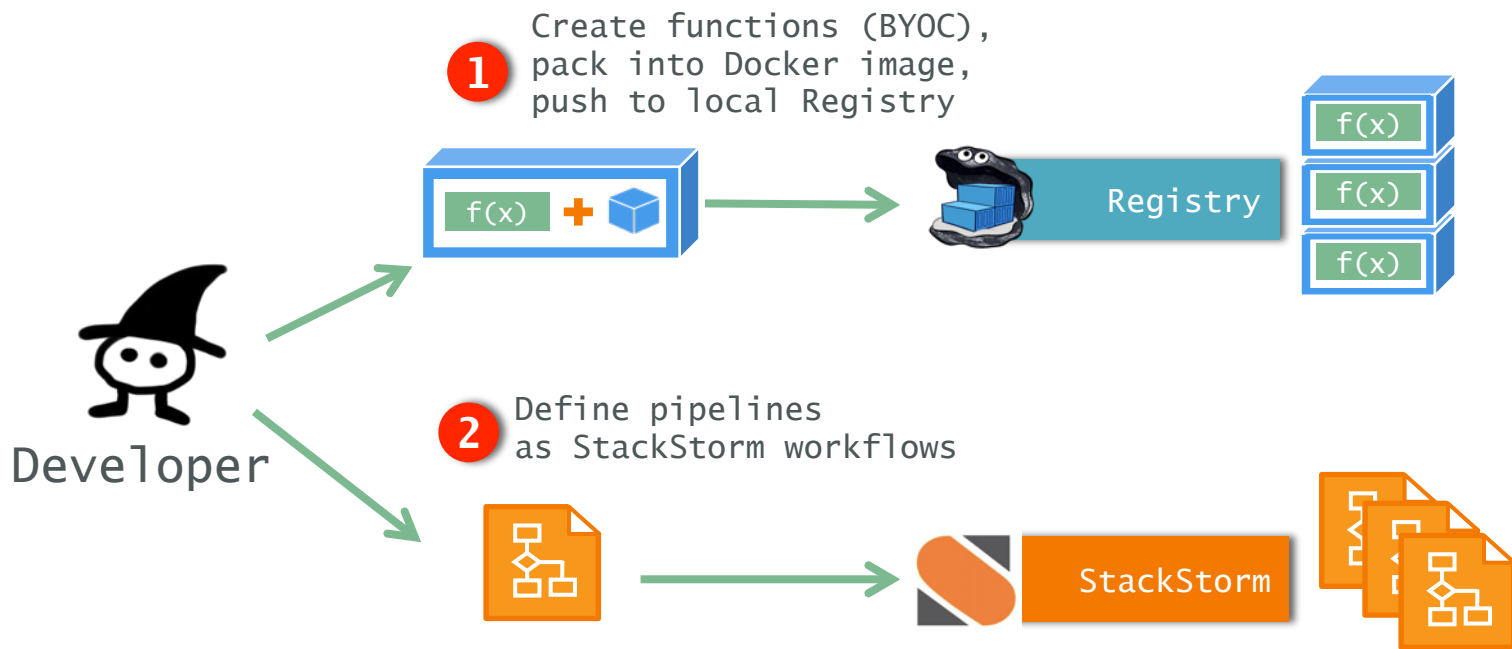 1
Create functions (BYOC),
pack into Docker image,
push to local Registry
f(x)
Registry
f(x)
f(x)
f(x)
Developer
2
Define pipelines
as StackStorm workflows
StackStorm